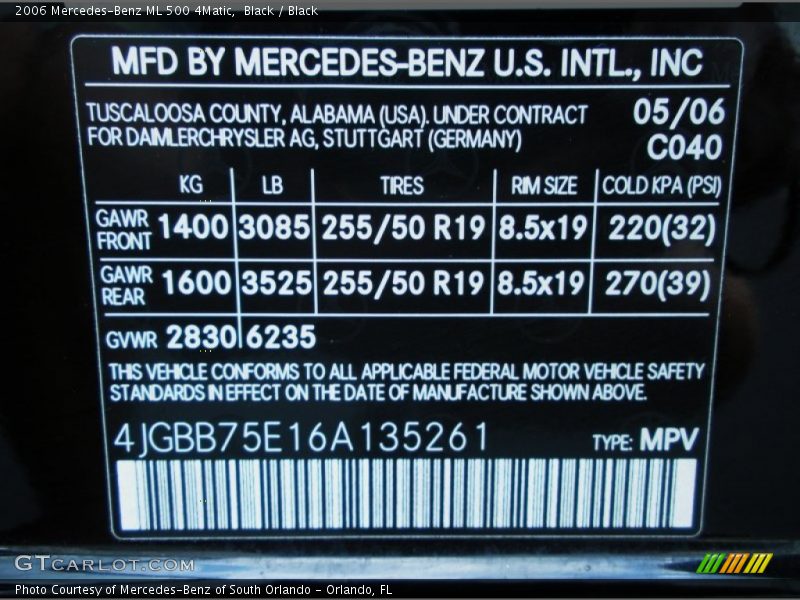 2006 Mercedes-Benz ML 500 4Matic, Black / Black
MFD BY MERCEDES-BENZ U.S. INTL., INC
TUSCALOOSA COUNTY, ALABAMA (USA). UNDER CONTRACT 05/06
FOR DAIMLERCHRYSLER AG, STUTTGART (GERMANY) C040
KG LB TIRES RIM SIZE COLD KPA (PSI)
GAWR FRONT 1400 3085 255/50 R19 8.5x19 220(32)
GAWR REAR 1600 3525 255/50 R19 8.5x19 270(39)
GVWR 2830 6235
THIS VEHICLE CONFORMS TO ALL APPLICABLE FEDERAL MOTOR VEHICLE SAFETY
STANDARDS IN EFFECT ON THE DATE OF MANUFACTURE SHOWN ABOVE.
4JGBB75E16A135261 TYPE: MPV
GTCARLOT.COM
Photo Courtesy of Mercedes-Benz of South Orlando - Orlando, FL